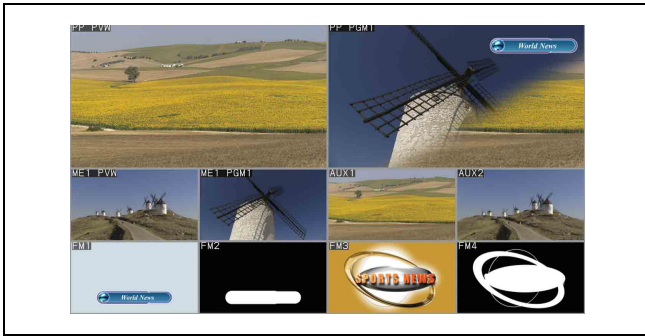 PP PVW
PP PGM1
World News
ME1 PVW
ME1 PGM1
AUX1
AUX2
FM1
FM2
FM3
FM4
World News
SPORTS NEWS